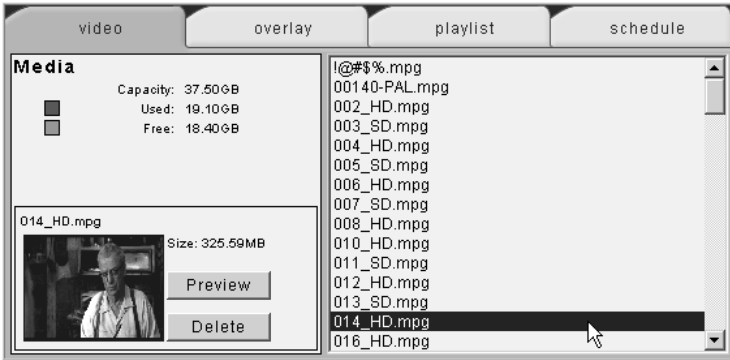 video overlay playlist schedule
Media
Capacity: 37.50GB
Used: 19.10GB
Free: 18.40GB
014_HD.mpg
Size: 325.59MB
Preview
Delete
!@#$%.mpg
00140-PAL.mpg
002_HD.mpg
003_SD.mpg
004_HD.mpg
005_SD.mpg
006_HD.mpg
007_SD.mpg
008_HD.mpg
010_HD.mpg
011_SD.mpg
012_HD.mpg
013_SD.mpg
014_HD.mpg
016_HD.mpg